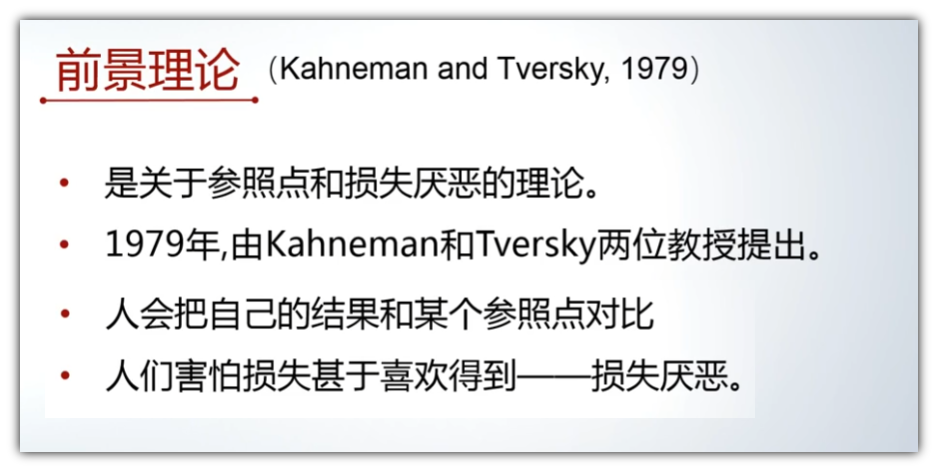 前景理论 (Kahneman and Tversky, 1979)
• 是关于参照点和损失厌恶的理论。
• 1979年,由Kahneman和Tversky两位教授提出。
• 人会把自己的结果和某个参照点对比
• 人们害怕损失甚于喜欢得到——损失厌恶。